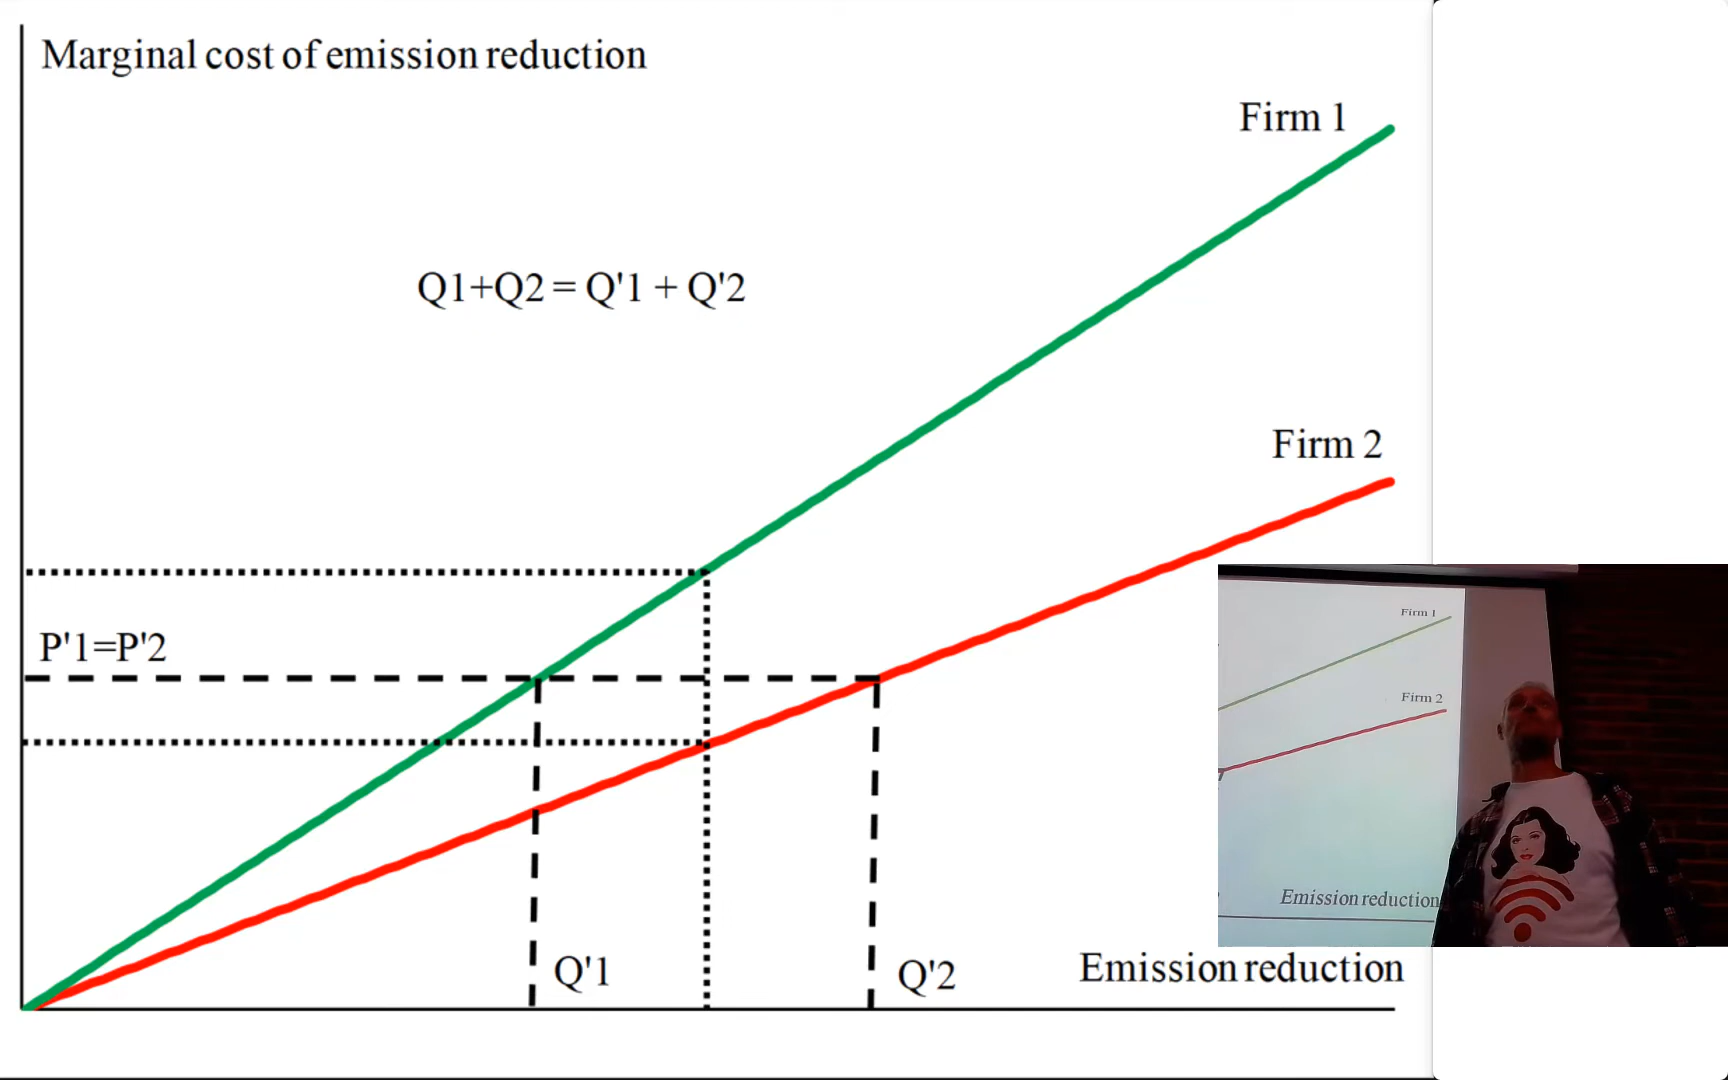 Marginal cost of emission reduction
Firm 1
Q1+Q2 = Q'1 + Q'2
Firm 2
P'1=P'2
Q'1
Q'2
Emission reduction
Firm 1
Firm 2
Emission reduction